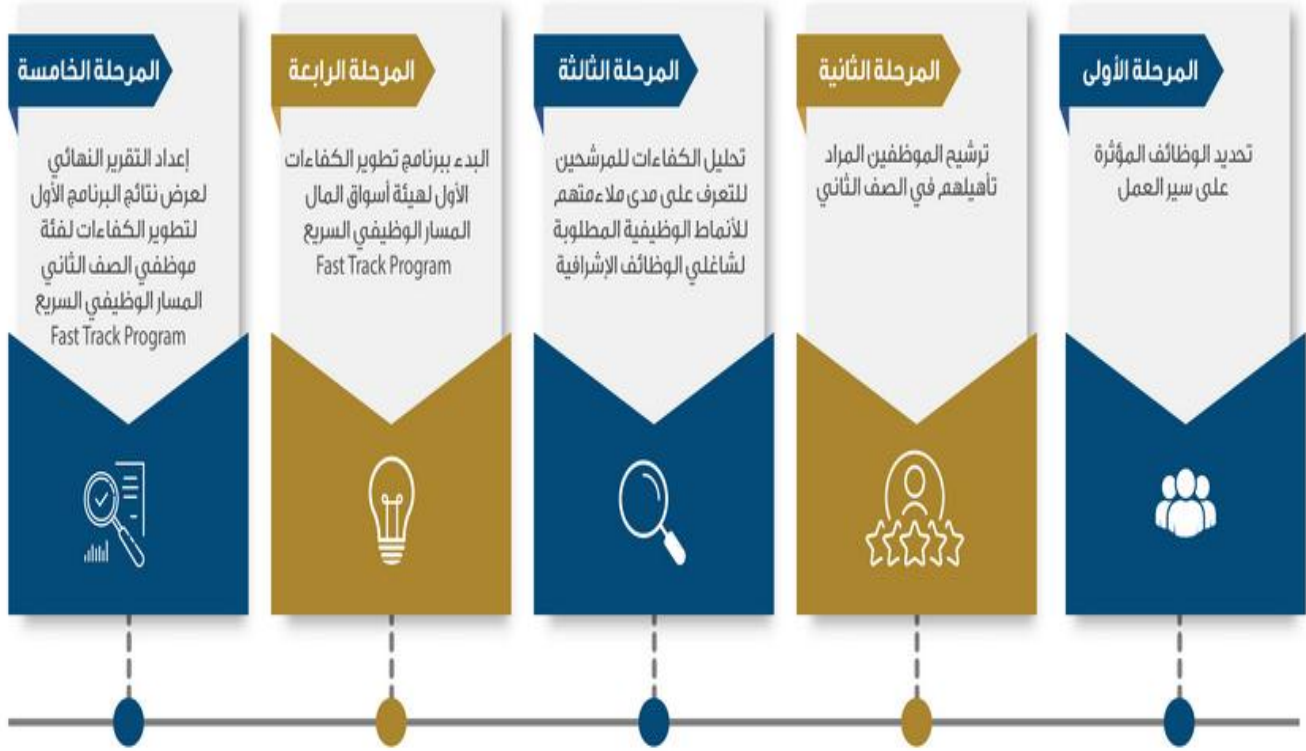 المرحلة الأولى
تحديد الوظائف المؤثرة
على سير العمل
المرحلة الثانية
ترشيح الموظفين المراد
تأهيلهم في الصف الثاني
المرحلة الثالثة
تحليل الكفاءات للمرشحين
للتعرف على مدى ملاءمتهم
للأنماط الوظيفية المطلوبة
لشاغلي الوظائف الإشرافية
المرحلة الرابعة
البدء ببرنامج تطوير الكفاءات
الأول لهيئة أسواق المال
المسار الوظيفي السريع
Fast Track Program
المرحلة الخامسة
إعداد التقرير النهائي
لعرض نتائج البرنامج الأول
لتطوير الكفاءات لفئة
موظفي الصف الثاني
المسار الوظيفي السريع
Fast Track Program